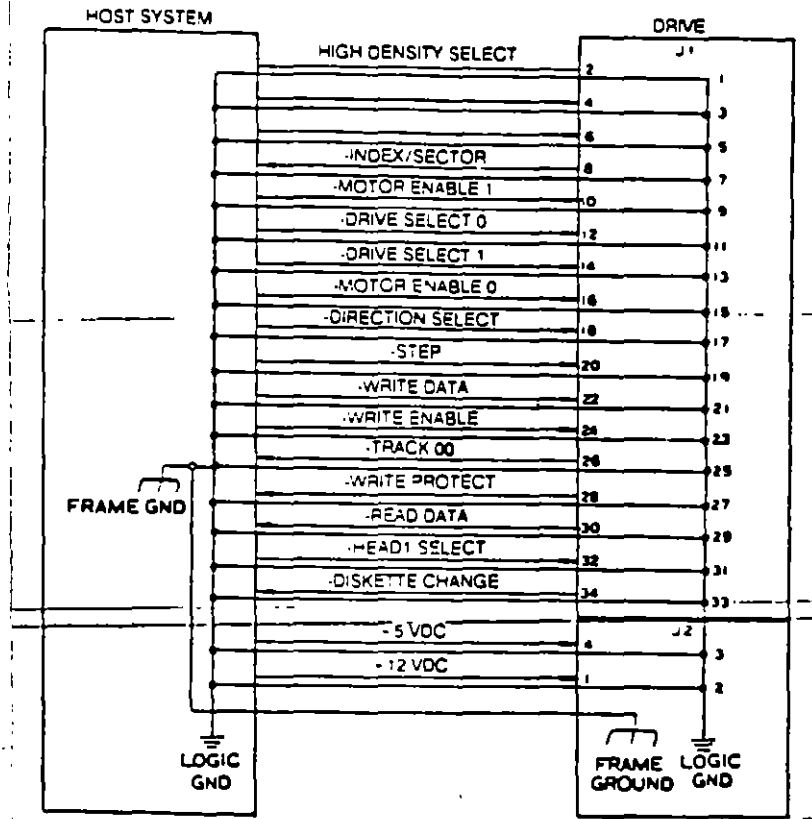 HOST SYSTEM
DRIVE
J1
HIGH DENSITY SELECT
2
1
4
3
6
5
-INDEX/SECTOR
8
7
-MOTOR ENABLE 1
10
9
-DRIVE SELECT 0
12
11
-DRIVE SELECT 1
14
13
-MOTOR ENABLE 0
16
15
-DIRECTION SELECT
18
17
-STEP
20
19
-WRITE DATA
22
21
-WRITE ENABLE
24
23
-TRACK 00
26
25
FRAME GND
-WRITE PROTECT
28
27
-READ DATA
30
29
-HEAD1 SELECT
32
31
-DISKETTE CHANGE
34
33
J2
- 5 VDC
4
3
- 12 VDC
1
2
LOGIC
GND
FRAME
GROUND
LOGIC
GND